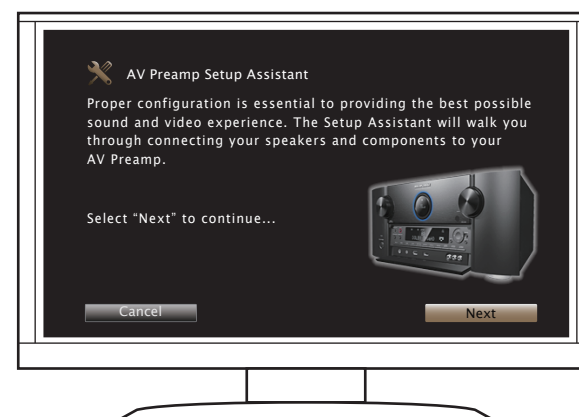 AV Preamp Setup Assistant
Proper configuration is essential to providing the best possible
sound and video experience. The Setup Assistant will walk you
through connecting your speakers and components to your
AV Preamp.
Select “Next” to continue...
Cancel
Next